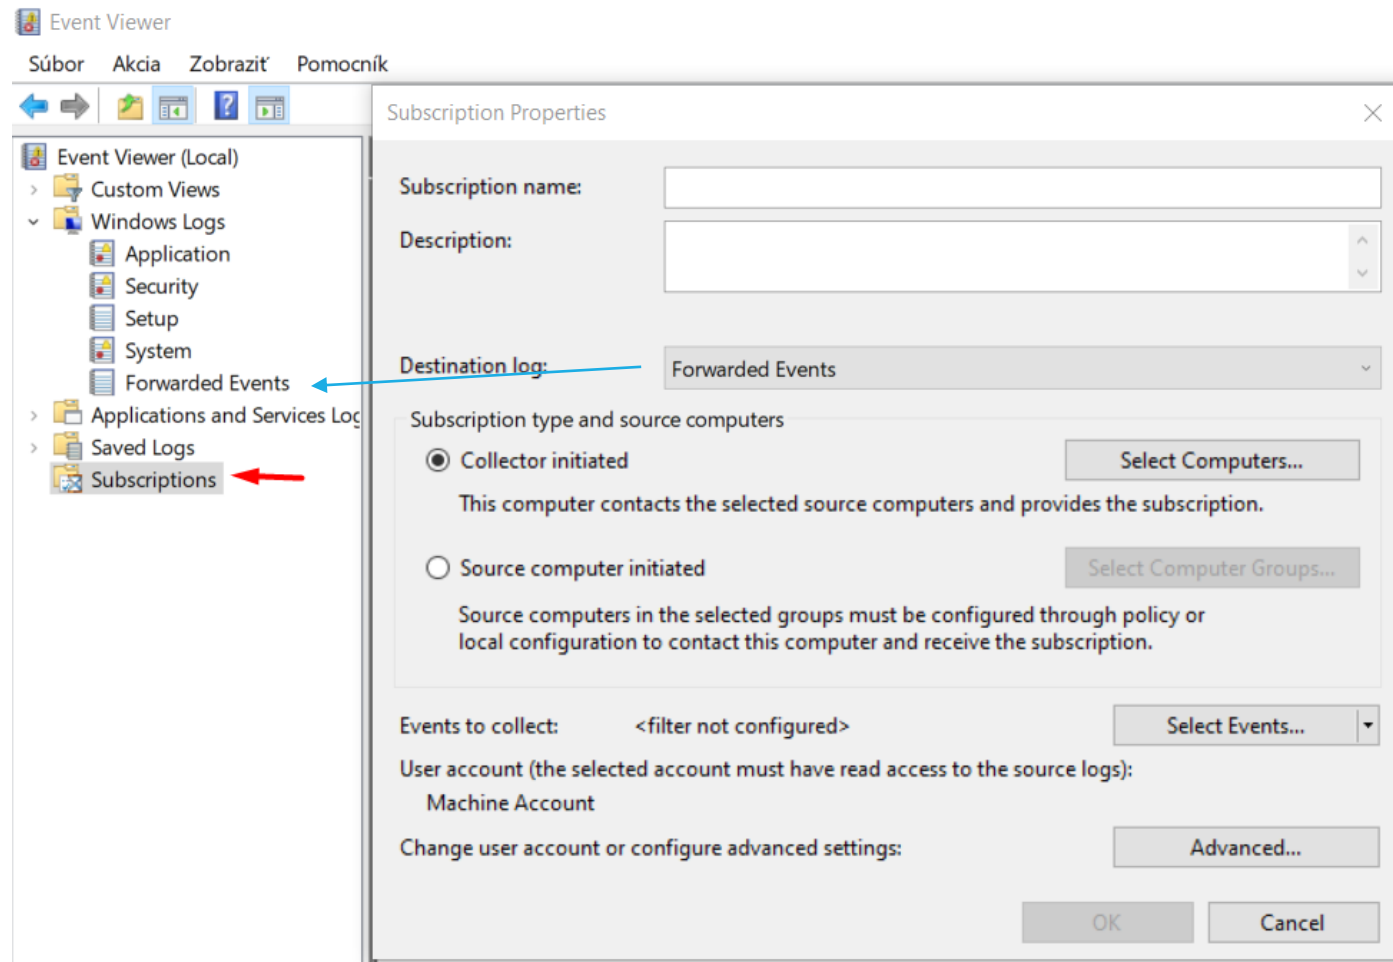 Event Viewer
Súbor Akcia Zobraziť Pomocník
Event Viewer (Local)
Custom Views
Windows Logs
Application
Security
Setup
System
Forwarded Events
Applications and Services Log
Saved Logs
Subscriptions
Subscription Properties
Subscription name:
Description:
Destination log:
Forwarded Events
Subscription type and source computers
Collector initiated
Select Computers...
This computer contacts the selected source computers and provides the subscription.
Source computer initiated
Select Computer Groups...
Source computers in the selected groups must be configured through policy or
local configuration to contact this computer and receive the subscription.
Events to collect: <filter not configured>
Select Events...
User account (the selected account must have read access to the source logs):
Machine Account
Change user account or configure advanced settings:
Advanced...
OK
Cancel